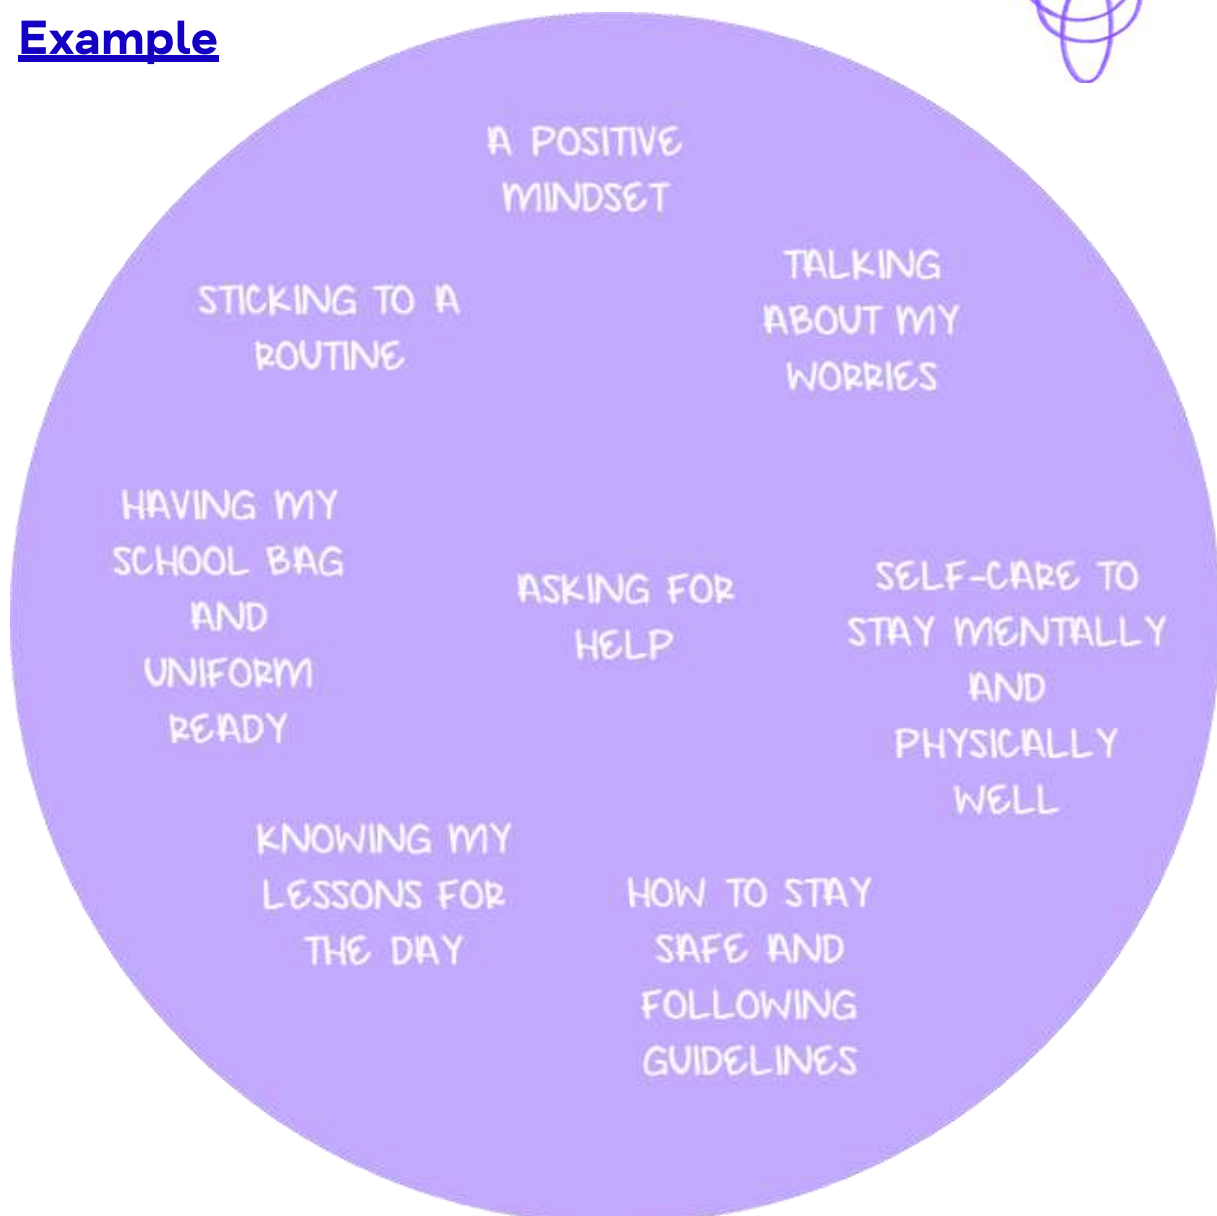 Example
A POSITIVE
MINDSET
TALKING
ABOUT MY
WORRIES
STICKING TO A
ROUTINE
HAVING MY
SCHOOL BAG
AND
UNIFORM
READY
ASKING FOR
HELP
SELF-CARE TO
STAY MENTALLY
AND
PHYSICALLY
WELL
KNOWING MY
LESSONS FOR
THE DAY
HOW TO STAY
SAFE AND
FOLLOWING
GUIDELINES